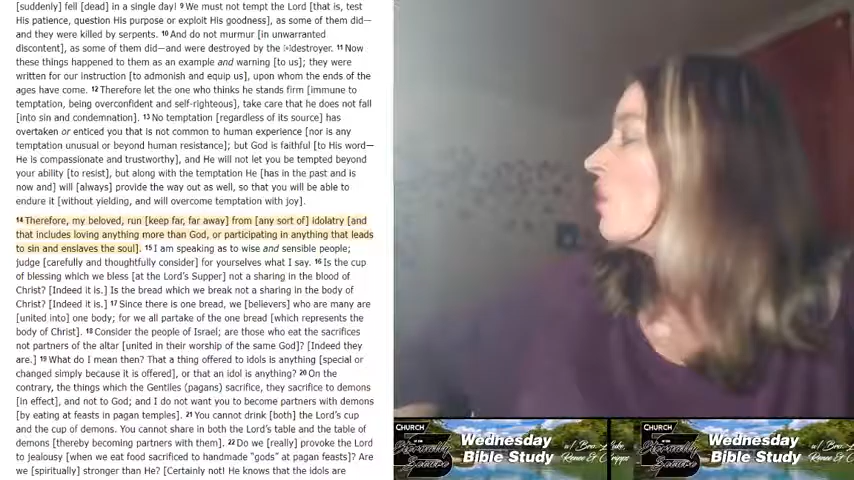 [suddenly] fell [dead] in a single day! 9 We must not tempt the Lord [that is, test
His patience, question His purpose or exploit His goodness], as some of them did—
and they were killed by serpents. 10 And do not murmur [in unwarranted
discontent], as some of them did—and were destroyed by the destroyer. 11 Now
these things happened to them as an example and warning [to us]; they were
written for our instruction [to admonish and equip us], upon whom the ends of the
ages have come. 12 Therefore let the one who thinks he stands firm [immune to
temptation, being overconfident and self-righteous], take care that he does not fall
[into sin and condemnation]. 13 No temptation [regardless of its source] has
overtaken or enticed you that is not common to human experience [nor is any
temptation unusual or beyond human resistance]; but God is faithful [to His word—
He is compassionate and trustworthy], and He will not let you be tempted beyond
your ability [to resist], but along with the temptation He [has in the past and is
now and] will [always] provide the way out as well, so that you will be able to
endure it [without yielding, and will overcome temptation with joy].
14 Therefore, my beloved, run [keep far, far away] from [any sort of] idolatry [and
that includes loving anything more than God, or participating in anything that leads
to sin and enslaves the soul]. 15 I am speaking as to wise and sensible people;
judge [carefully and thoughtfully consider] for yourselves what I say. 16 Is the cup
of blessing which we bless [at the Lord's Supper] not a sharing in the blood of
Christ? [Indeed it is.] Is the bread which we break not a sharing in the body of
Christ? [Indeed it is.] 17 Since there is one bread, we [believers] who are many are
[united into] one body; for we all partake of the one bread [which represents the
body of Christ]. 18 Consider the people of Israel; are those who eat the sacrifices
not partners of the altar [united in their worship of the same God]? [Indeed they
are.] 19 What do I mean then? That a thing offered to idols is anything [special or
changed simply because it is offered], or that an idol is anything? 20 On the
contrary, the things which the Gentiles (pagans) sacrifice, they sacrifice to demons
[in effect], and not to God; and I do not want you to become partners with demons
[by eating at feasts in pagan temples]. 21 You cannot drink [both] the Lord's cup
and the cup of demons. You cannot share in both the Lord's table and the table of
demons [thereby becoming partners with them]. 22 Do we [really] provoke the Lord
to jealousy [when we eat food sacrificed to handmade "gods" at pagan feasts]? Are
we [spiritually] stronger than He? [Certainly not! He knows that the idols are
CHURCH
of the
Eternally
Secure
Wednesday
Bible Study
w/ Bro. Luke,
Renee &
CHURCH
of the
Eternally
Secure
Wednesday
Bible Study
w/ Bro. Luke,
Renee &